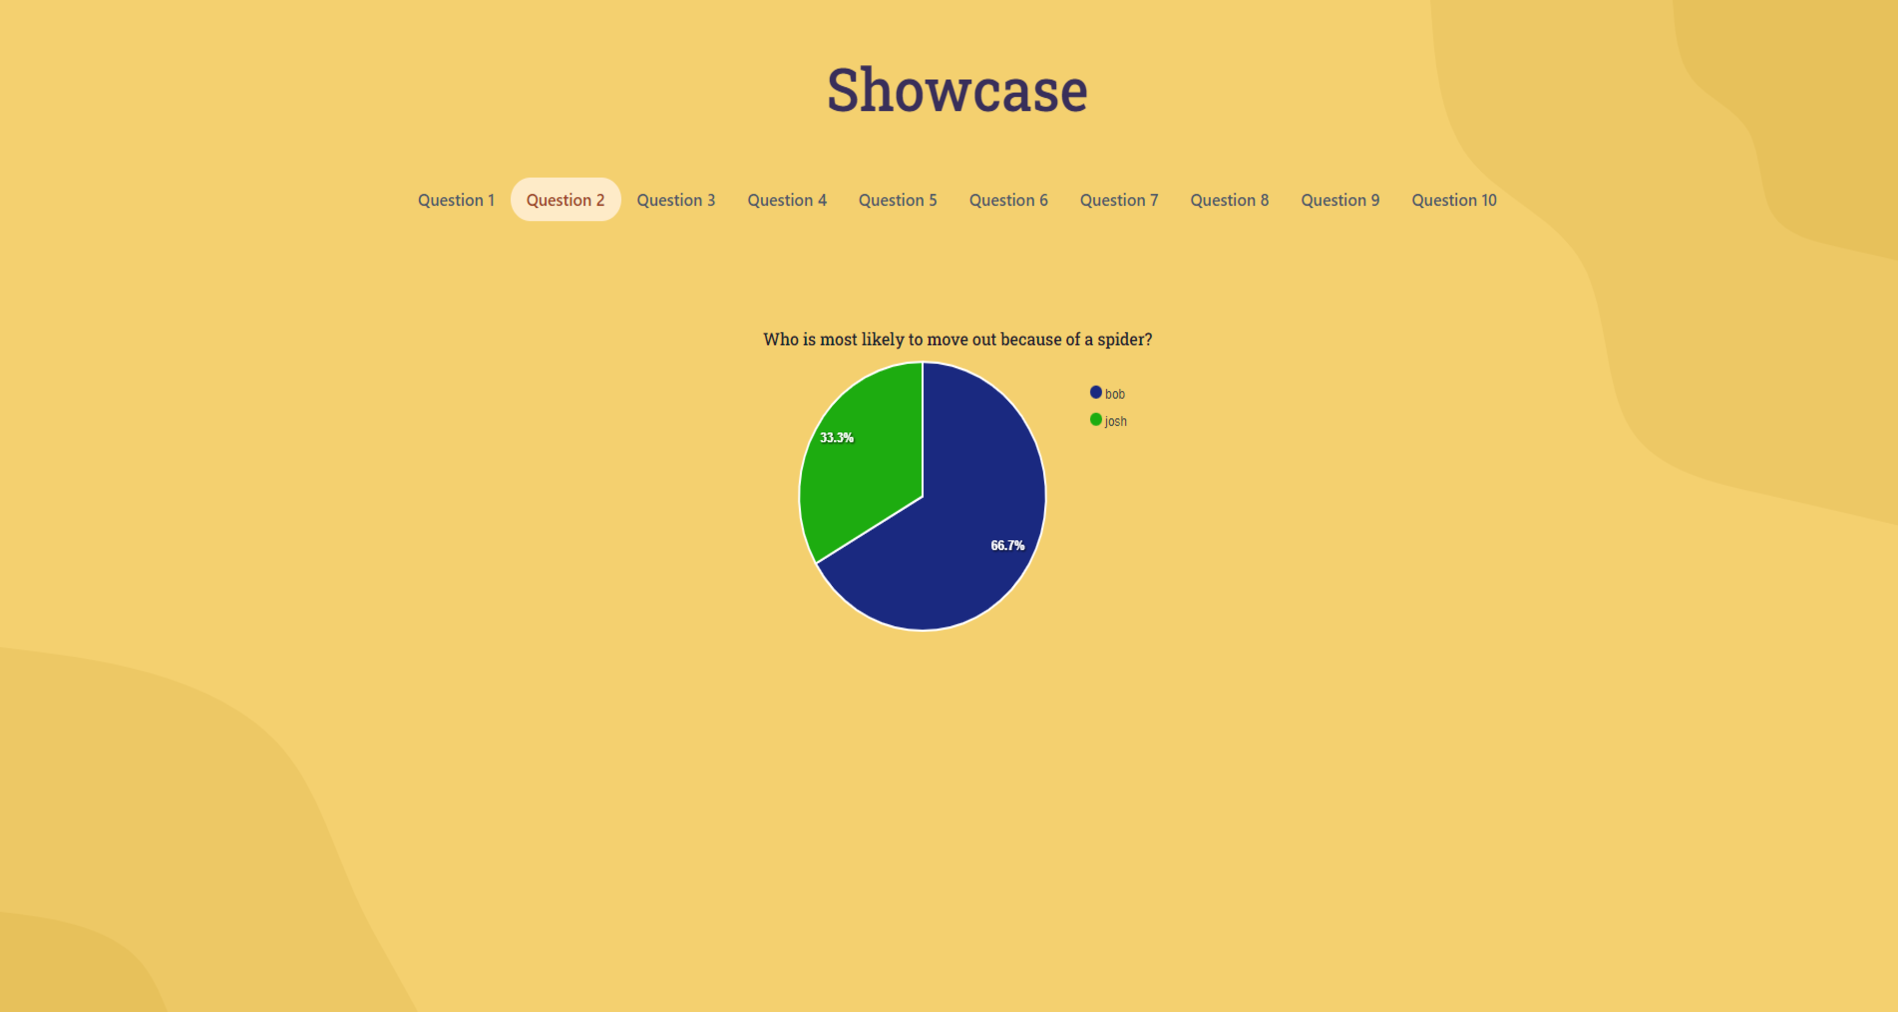 Showcase
Question 1 Question 2 Question 3 Question 4 Question 5 Question 6 Question 7 Question 8 Question 9 Question 10
Who is most likely to move out because of a spider?
bob
josh
33.3%
66.7%